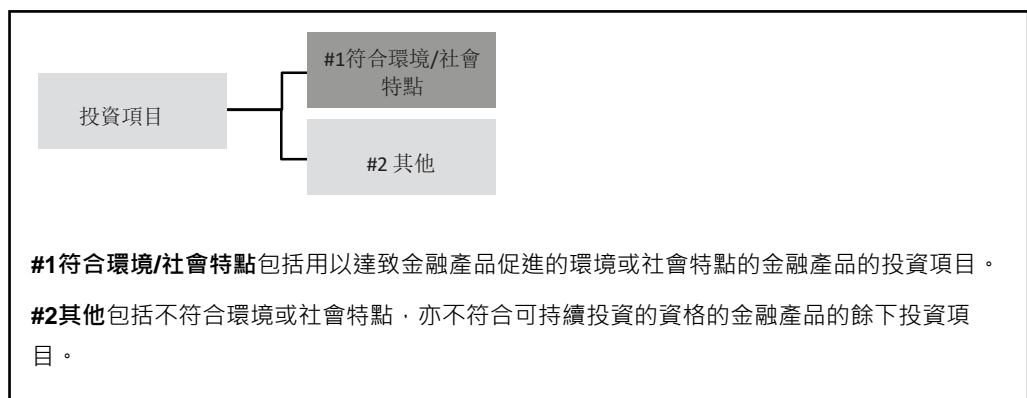 #1符合環境/社會
特點
投資項目
#2 其他
#1符合環境/社會特點包括用以達致金融產品促進的環境或社會特點的金融產品的投資項目。
#2其他包括不符合環境或社會特點，亦不符合可持續投資的資格的金融產品的餘下投資項
目。